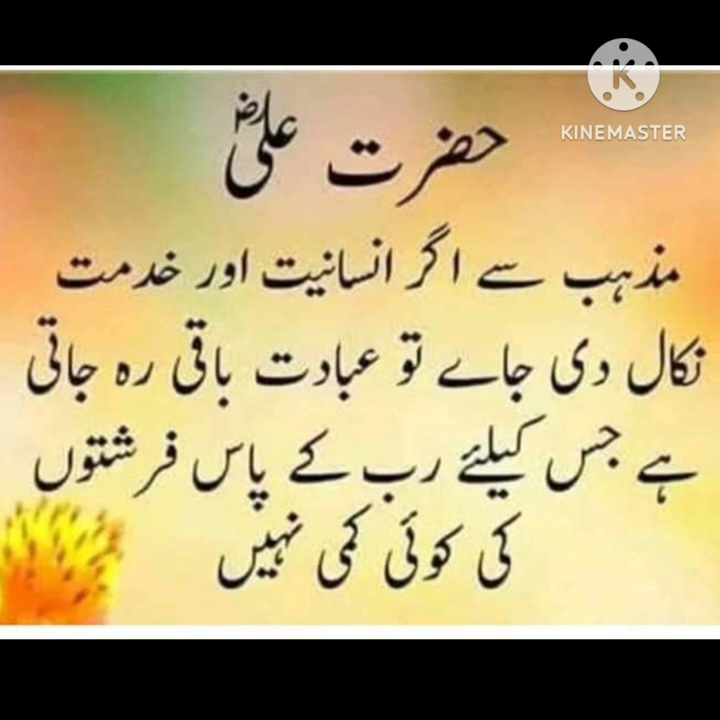 KINEMASTER
حضرت علیؓ
مذہب سے اگر انسانیت اور خدمت
نکال دی جاے تو عبادت باقی رہ جاتی
ہے جس کیلئے رب کے پاس فرشتوں
کی کوئی کمی نہیں